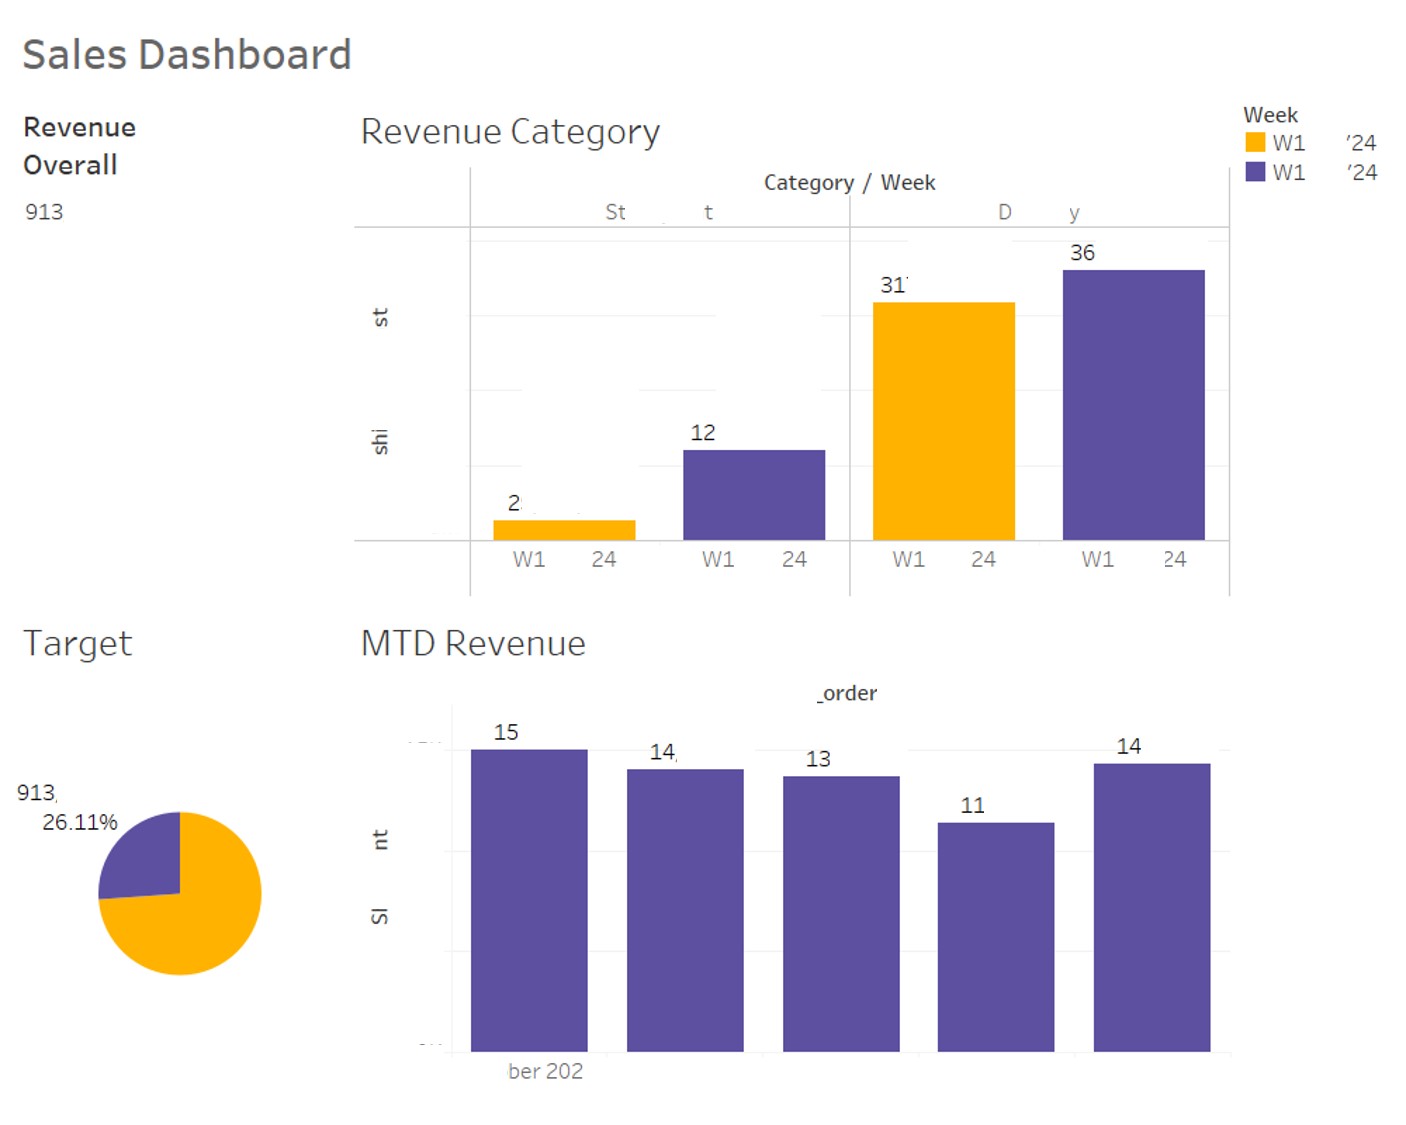 Sales Dashboard
Revenue
Overall
913
Revenue Category
Category / Week
St t D y
st
shi
2
12
31
36
W1 24
W1 24
W1 24
W1 24
Week
W1 ’24
W1 ’24
Target
913,
26.11%
MTD Revenue
_order
nt
Sl
15
14,
13
11
14
ber 202